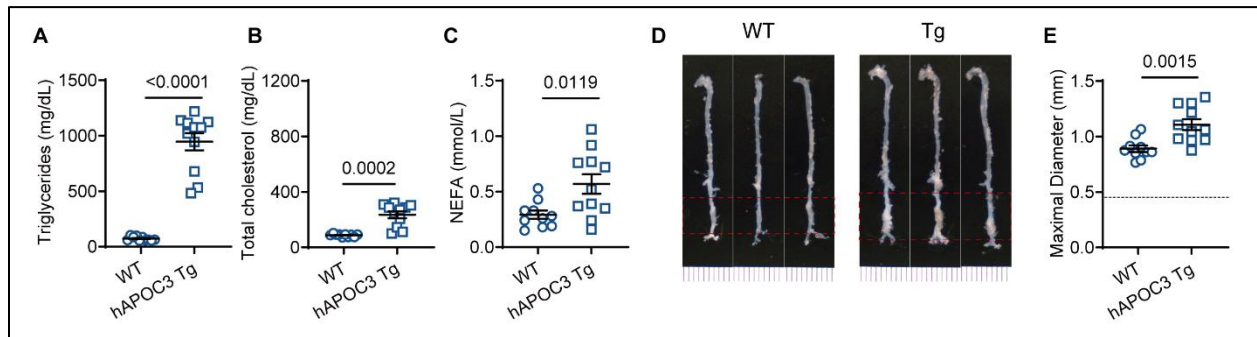 A
Triglycerides (mg/dL)
1500
1000
500
0
<0.0001
WT
hAPOC3 Tg
B
Total cholesterol (mg/dL)
1200
800
400
0
0.0002
WT
hAPOC3 Tg
C
NEFA (mmol/L)
1.5
1.0
0.5
0.0
0.0119
WT
hAPOC3 Tg
D
WT
Tg
E
Maximal Diameter (mm)
1.5
1.0
0.5
0.0
0.0015
WT
hAPOC3 Tg